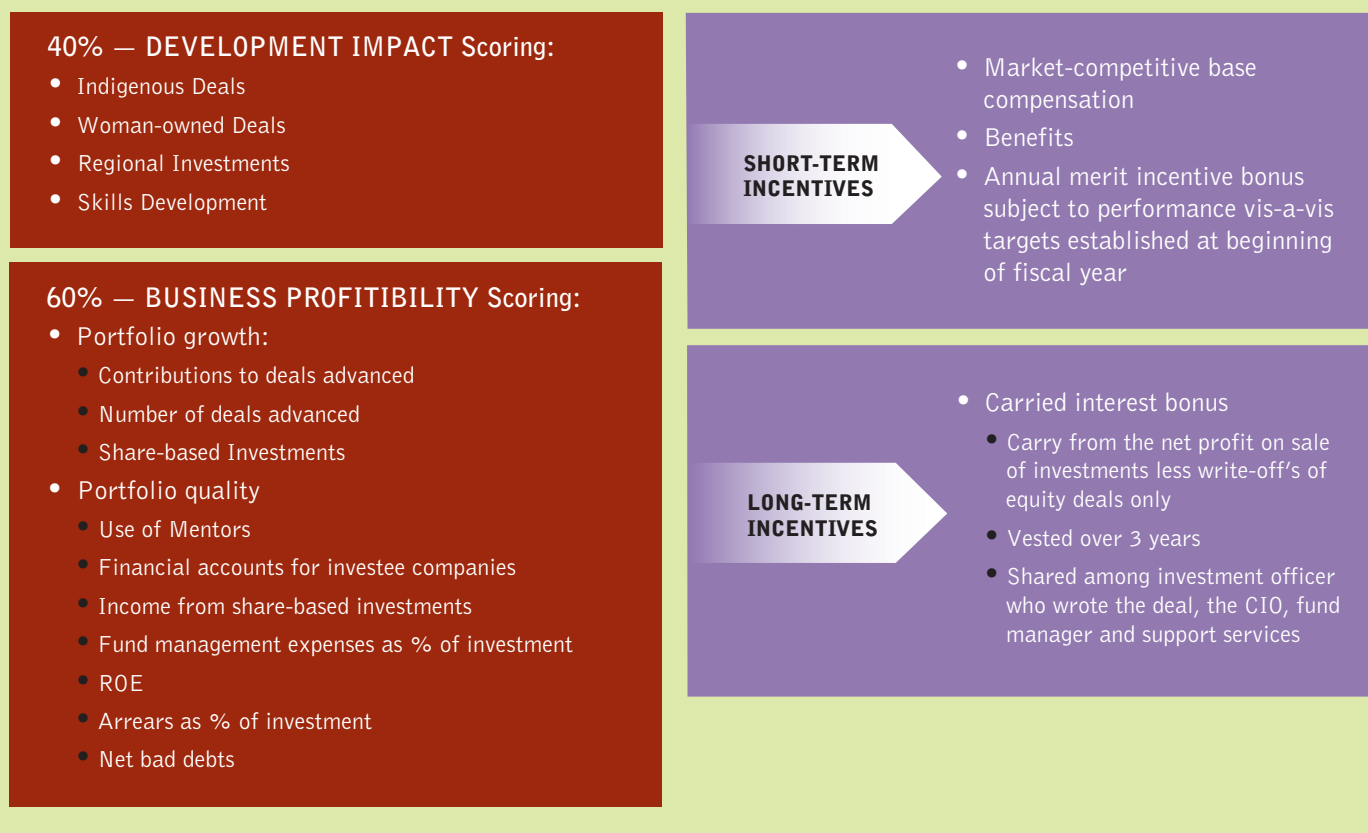 40% — DEVELOPMENT IMPACT Scoring:
• Indigenous Deals
• Woman-owned Deals
• Regional Investments
• Skills Development
60% — BUSINESS PROFITIBILITY Scoring:
• Portfolio growth:
• Contributions to deals advanced
• Number of deals advanced
• Share-based Investments
• Portfolio quality
• Use of Mentors
• Financial accounts for investee companies
• Income from share-based investments
• Fund management expenses as % of investment
• ROE
• Arrears as % of investment
• Net bad debts
SHORT-TERM
INCENTIVES
• Market-competitive base
compensation
• Benefits
• Annual merit incentive bonus
subject to performance vis-a-vis
targets established at beginning
of fiscal year
LONG-TERM
INCENTIVES
• Carried interest bonus
• Carry from the net profit on sale
of investments less write-off's of
equity deals only
• Vested over 3 years
• Shared among investment officer
who wrote the deal, the CIO, fund
manager and support services